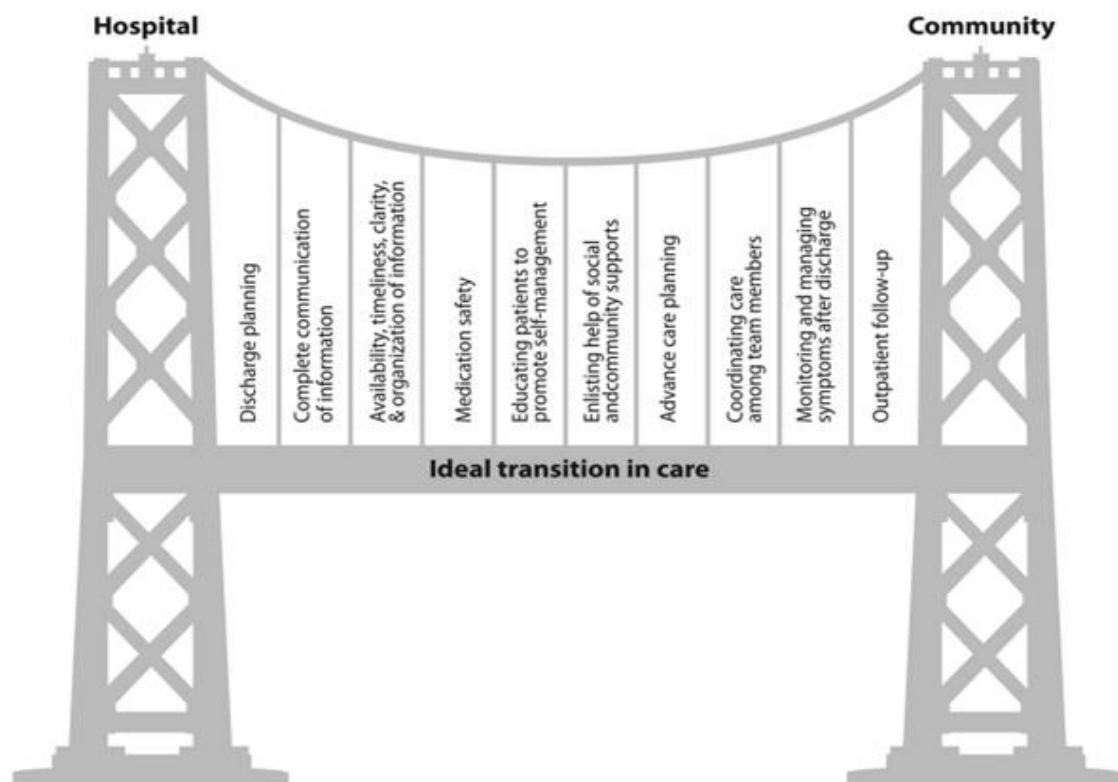 Hospital
Community
Discharge planning
Complete communication
of information
Availability, timeliness, clarity,
& organization of information
Medication safety
Educating patients to
promote self-management
Enlisting help of social
andcommunity supports
Advance care planning
Coordinating care
among team members
Monitoring and managing
symptoms after discharge
Outpatient follow-up
Ideal transition in care